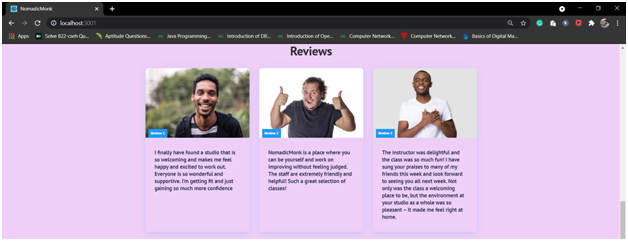 NomadicMonk
localhost:3001
Apps
Solve B22-cseh Qu...
Aptitude Questions...
Java Programming...
Introduction of DB...
Introduction of Ope...
Computer Network...
Computer Network...
Basics of Digital Ma...
Reviews
Review 1
I finally have found a studio that is
so welcoming and makes me feel
happy and excited to work out.
Everyone is so wonderful and
supportive. I'm getting fit and just
gaining so much more confidence
Review 2
NomadicMonk is a place where you
can be yourself and work on
improving without feeling judged.
The staff are extremely friendly and
helpful! Such a great selection of
classes!
Review 3
The instructor was delightful and
the class was so much fun! I have
sung your praises to many of my
friends this week and look forward
to seeing you all next week. Not
only was the class a welcoming
place to be, but the environment at
your studio as a whole was so
pleasant – it made me feel right at
home.